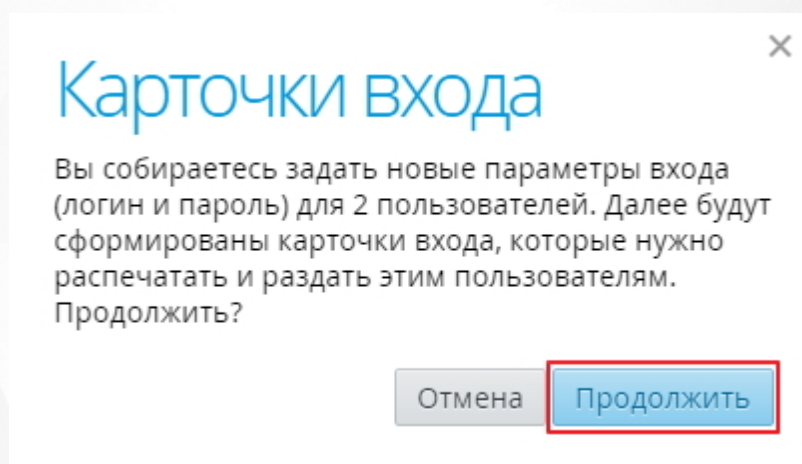 Карточки входа
Вы собираетесь задать новые параметры входа
(логин и пароль) для 2 пользователей. Далее будут
сформированы карточки входа, которые нужно
распечатать и раздать этим пользователям.
Продолжить?
Отмена Продолжить